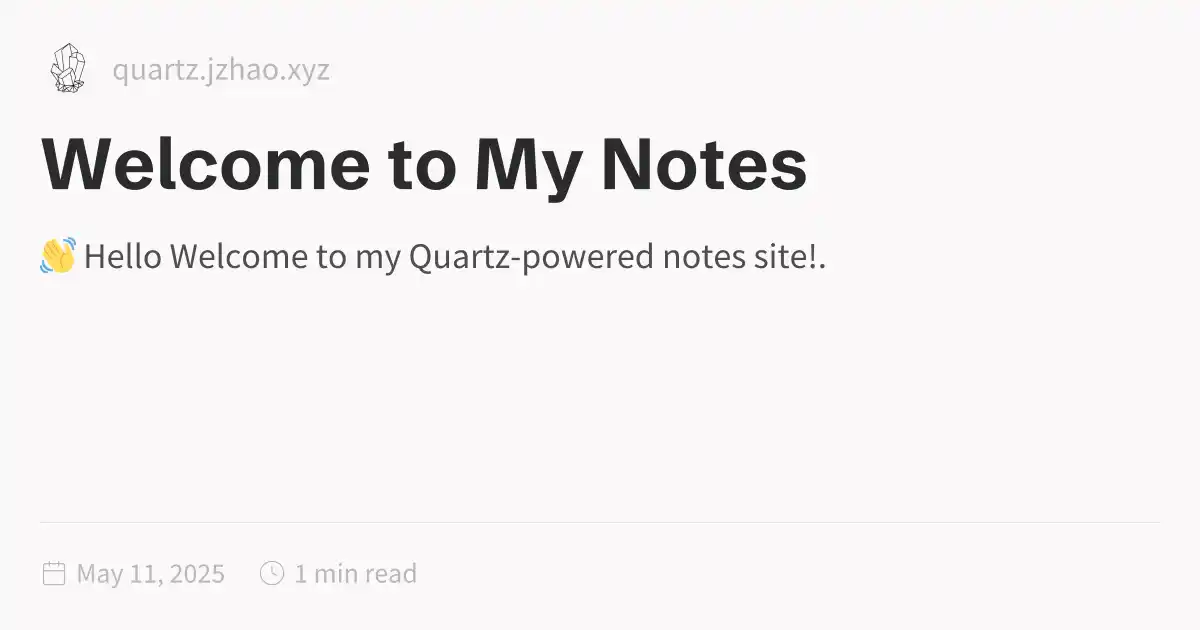 quartz.jzhao.xyz
Welcome to My Notes
👋 Hello Welcome to my Quartz-powered notes site!.
May 11, 2025 1 min read